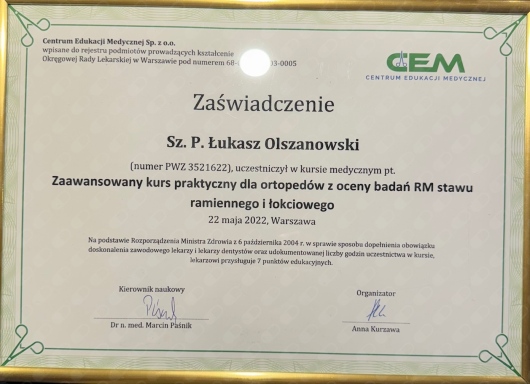 Centrum Edukacji Medycznej Sp. z o.o.
wpisane do rejestru podmiotów prowadzących kształcenie
Okręgowej Rady Lekarskiej w Warszawie pod numerem 68- 03-0005
CEM
CENTRUM EDUKACJI MEDYCZNEJ
Zaświadczenie
Sz. P. Łukasz Olszanowski
(numer PWZ 3521622), uczestniczył w kursie medycznym pt.
Zaawansowany kurs praktyczny dla ortopedów z oceny badań RM stawu
ramiennego i łokciowego
22 maja 2022, Warszawa
Na podstawie Rozporządzenia Ministra Zdrowia z 6 października 2004 r. w sprawie sposobu dopełnienia obowiązku
doskonalenia zawodowego lekarzy i lekarzy dentystów oraz udokumentowanej liczby godzin uczestnictwa w kursie,
lekarzowi przysługuje 7 punktów edukacyjnych.
Kierownik naukowy
Dr n. med. Marcin Paśnik
Organizator
Anna Kurzawa